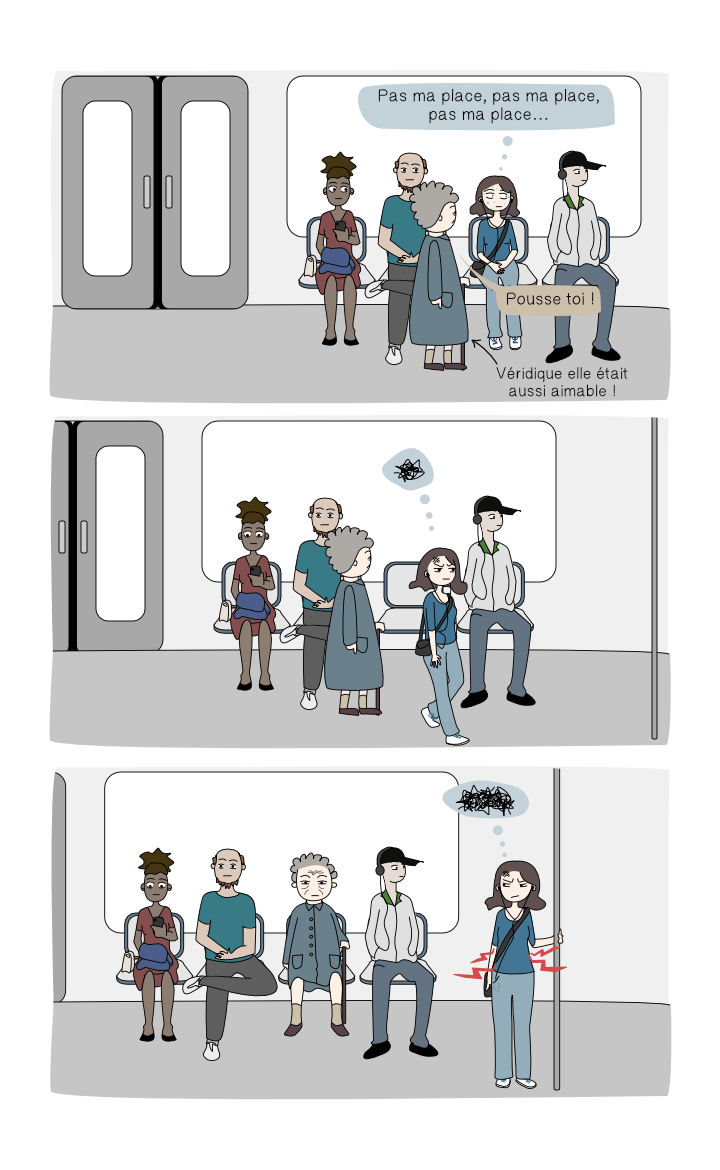 Pas ma place, pas ma place,
pas ma place...
Pousse toi !
Véridique elle était
aussi aimable !